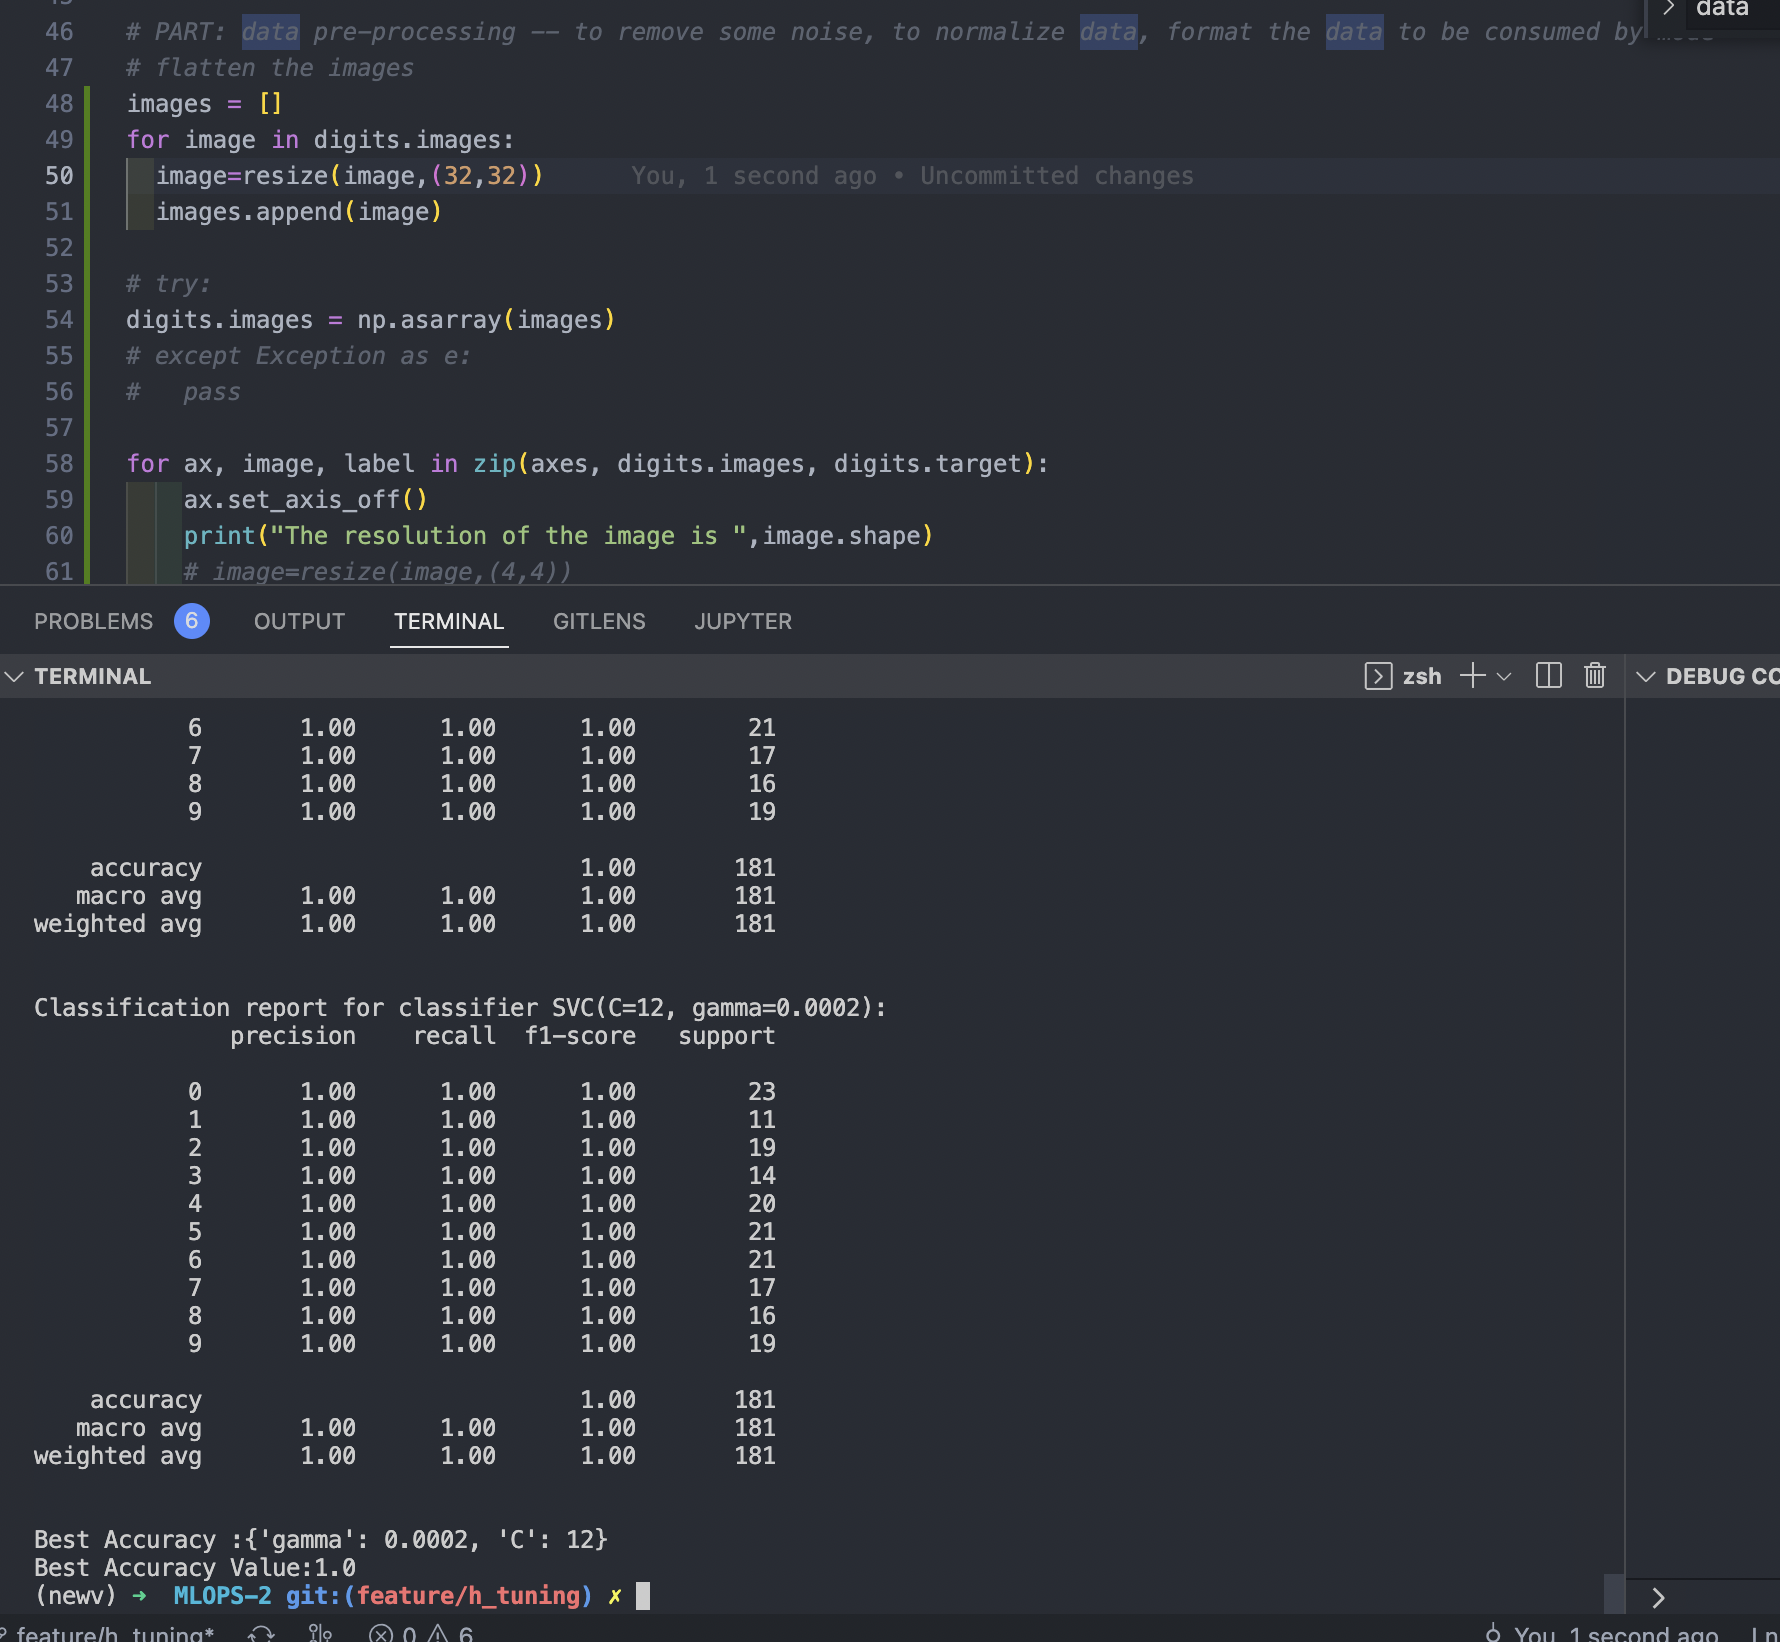 46 # PART: data pre-processing -- to remove some noise, to normalize data, format the data to be consumed by
> data
47 # flatten the images
48 images = []
49 for image in digits.images:
50 image=resize(image,(32,32)) You, 1 second ago • Uncommitted changes
51 images.append(image)
52
53 # try:
54 digits.images = np.asarray(images)
55 # except Exception as e:
56 # pass
57
58 for ax, image, label in zip(axes, digits.images, digits.target):
59 ax.set_axis_off()
60 print("The resolution of the image is ",image.shape)
61 # image=resize(image,(4,4))
PROBLEMS 6 OUTPUT TERMINAL GITLENS JUPYTER
TERMINAL zsh DEBUG CO
6 1.00 1.00 1.00 21
7 1.00 1.00 1.00 17
8 1.00 1.00 1.00 16
9 1.00 1.00 1.00 19
accuracy 1.00 181
macro avg 1.00 1.00 1.00 181
weighted avg 1.00 1.00 1.00 181
Classification report for classifier SVC(C=12, gamma=0.0002):
precision recall f1-score support
0 1.00 1.00 1.00 23
1 1.00 1.00 1.00 11
2 1.00 1.00 1.00 19
3 1.00 1.00 1.00 14
4 1.00 1.00 1.00 20
5 1.00 1.00 1.00 21
6 1.00 1.00 1.00 21
7 1.00 1.00 1.00 17
8 1.00 1.00 1.00 16
9 1.00 1.00 1.00 19
accuracy 1.00 181
macro avg 1.00 1.00 1.00 181
weighted avg 1.00 1.00 1.00 181
Best Accuracy :{'gamma': 0.0002, 'C': 12}
Best Accuracy Value:1.0
(newv) ➜ MLOPS-2 git:(feature/h_tuning) ✗
feature/h_tuning* 0 6 You, 1 second ago Ln